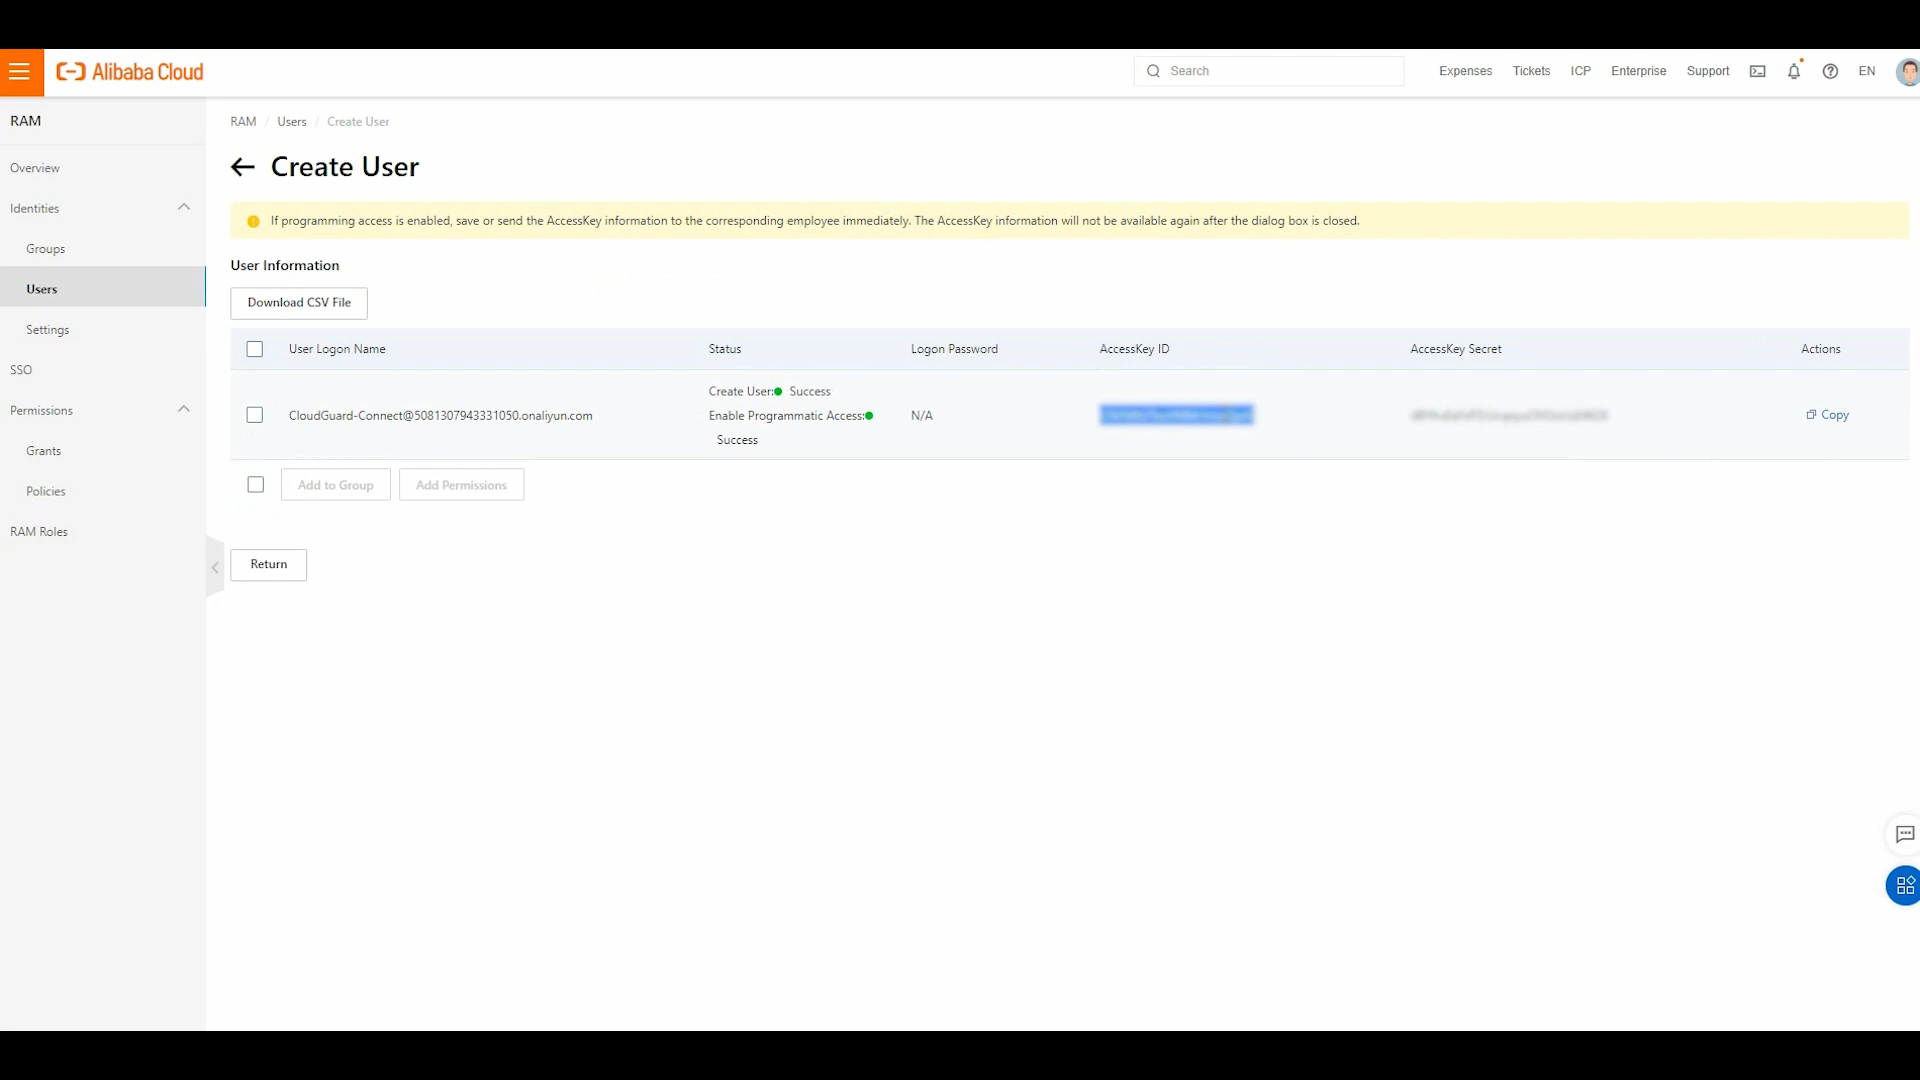 Alibaba Cloud
Search
Expenses Tickets ICP Enterprise Support EN
RAM
Overview
Identities
Groups
Users
Settings
SSO
Permissions
Grants
Policies
RAM Roles
RAM / Users / Create User
Create User
If programming access is enabled, save or send the AccessKey information to the corresponding employee immediately. The AccessKey information will not be available again after the dialog box is closed.
User Information
Download CSV File
User Logon Name Status Logon Password AccessKey ID AccessKey Secret Actions
Create User: Success
CloudGuard-Connect@5081307943331050.onaliyun.com Enable Programmatic Access: N/A Copy
Success
Add to Group Add Permissions
Return